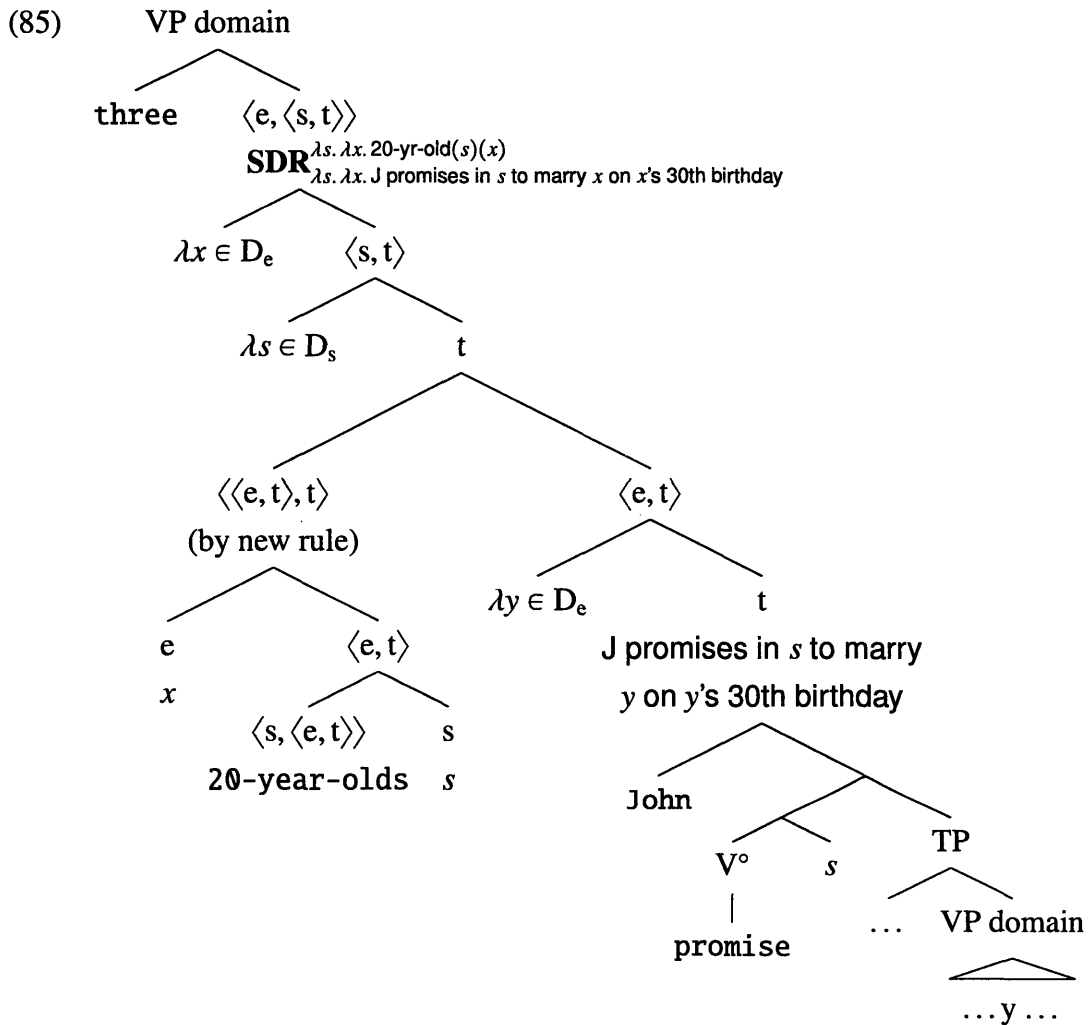 (85) VP domain
three ⟨e, ⟨s, t⟩⟩
SDR^{λs. λx. 20-yr-old(s)(x)}_{λs. λx. J promises in s to marry x on x's 30th birthday}
λx ∈ D_e ⟨s, t⟩
λs ∈ D_s t
⟨⟨e, t⟩, t⟩ ⟨e, t⟩
(by new rule)
λy ∈ D_e t
e ⟨e, t⟩ J promises in s to marry
x y on y's 30th birthday
⟨s, ⟨e, t⟩⟩ s
20-year-olds s
John
V° s TP
promise ... VP domain
...y...